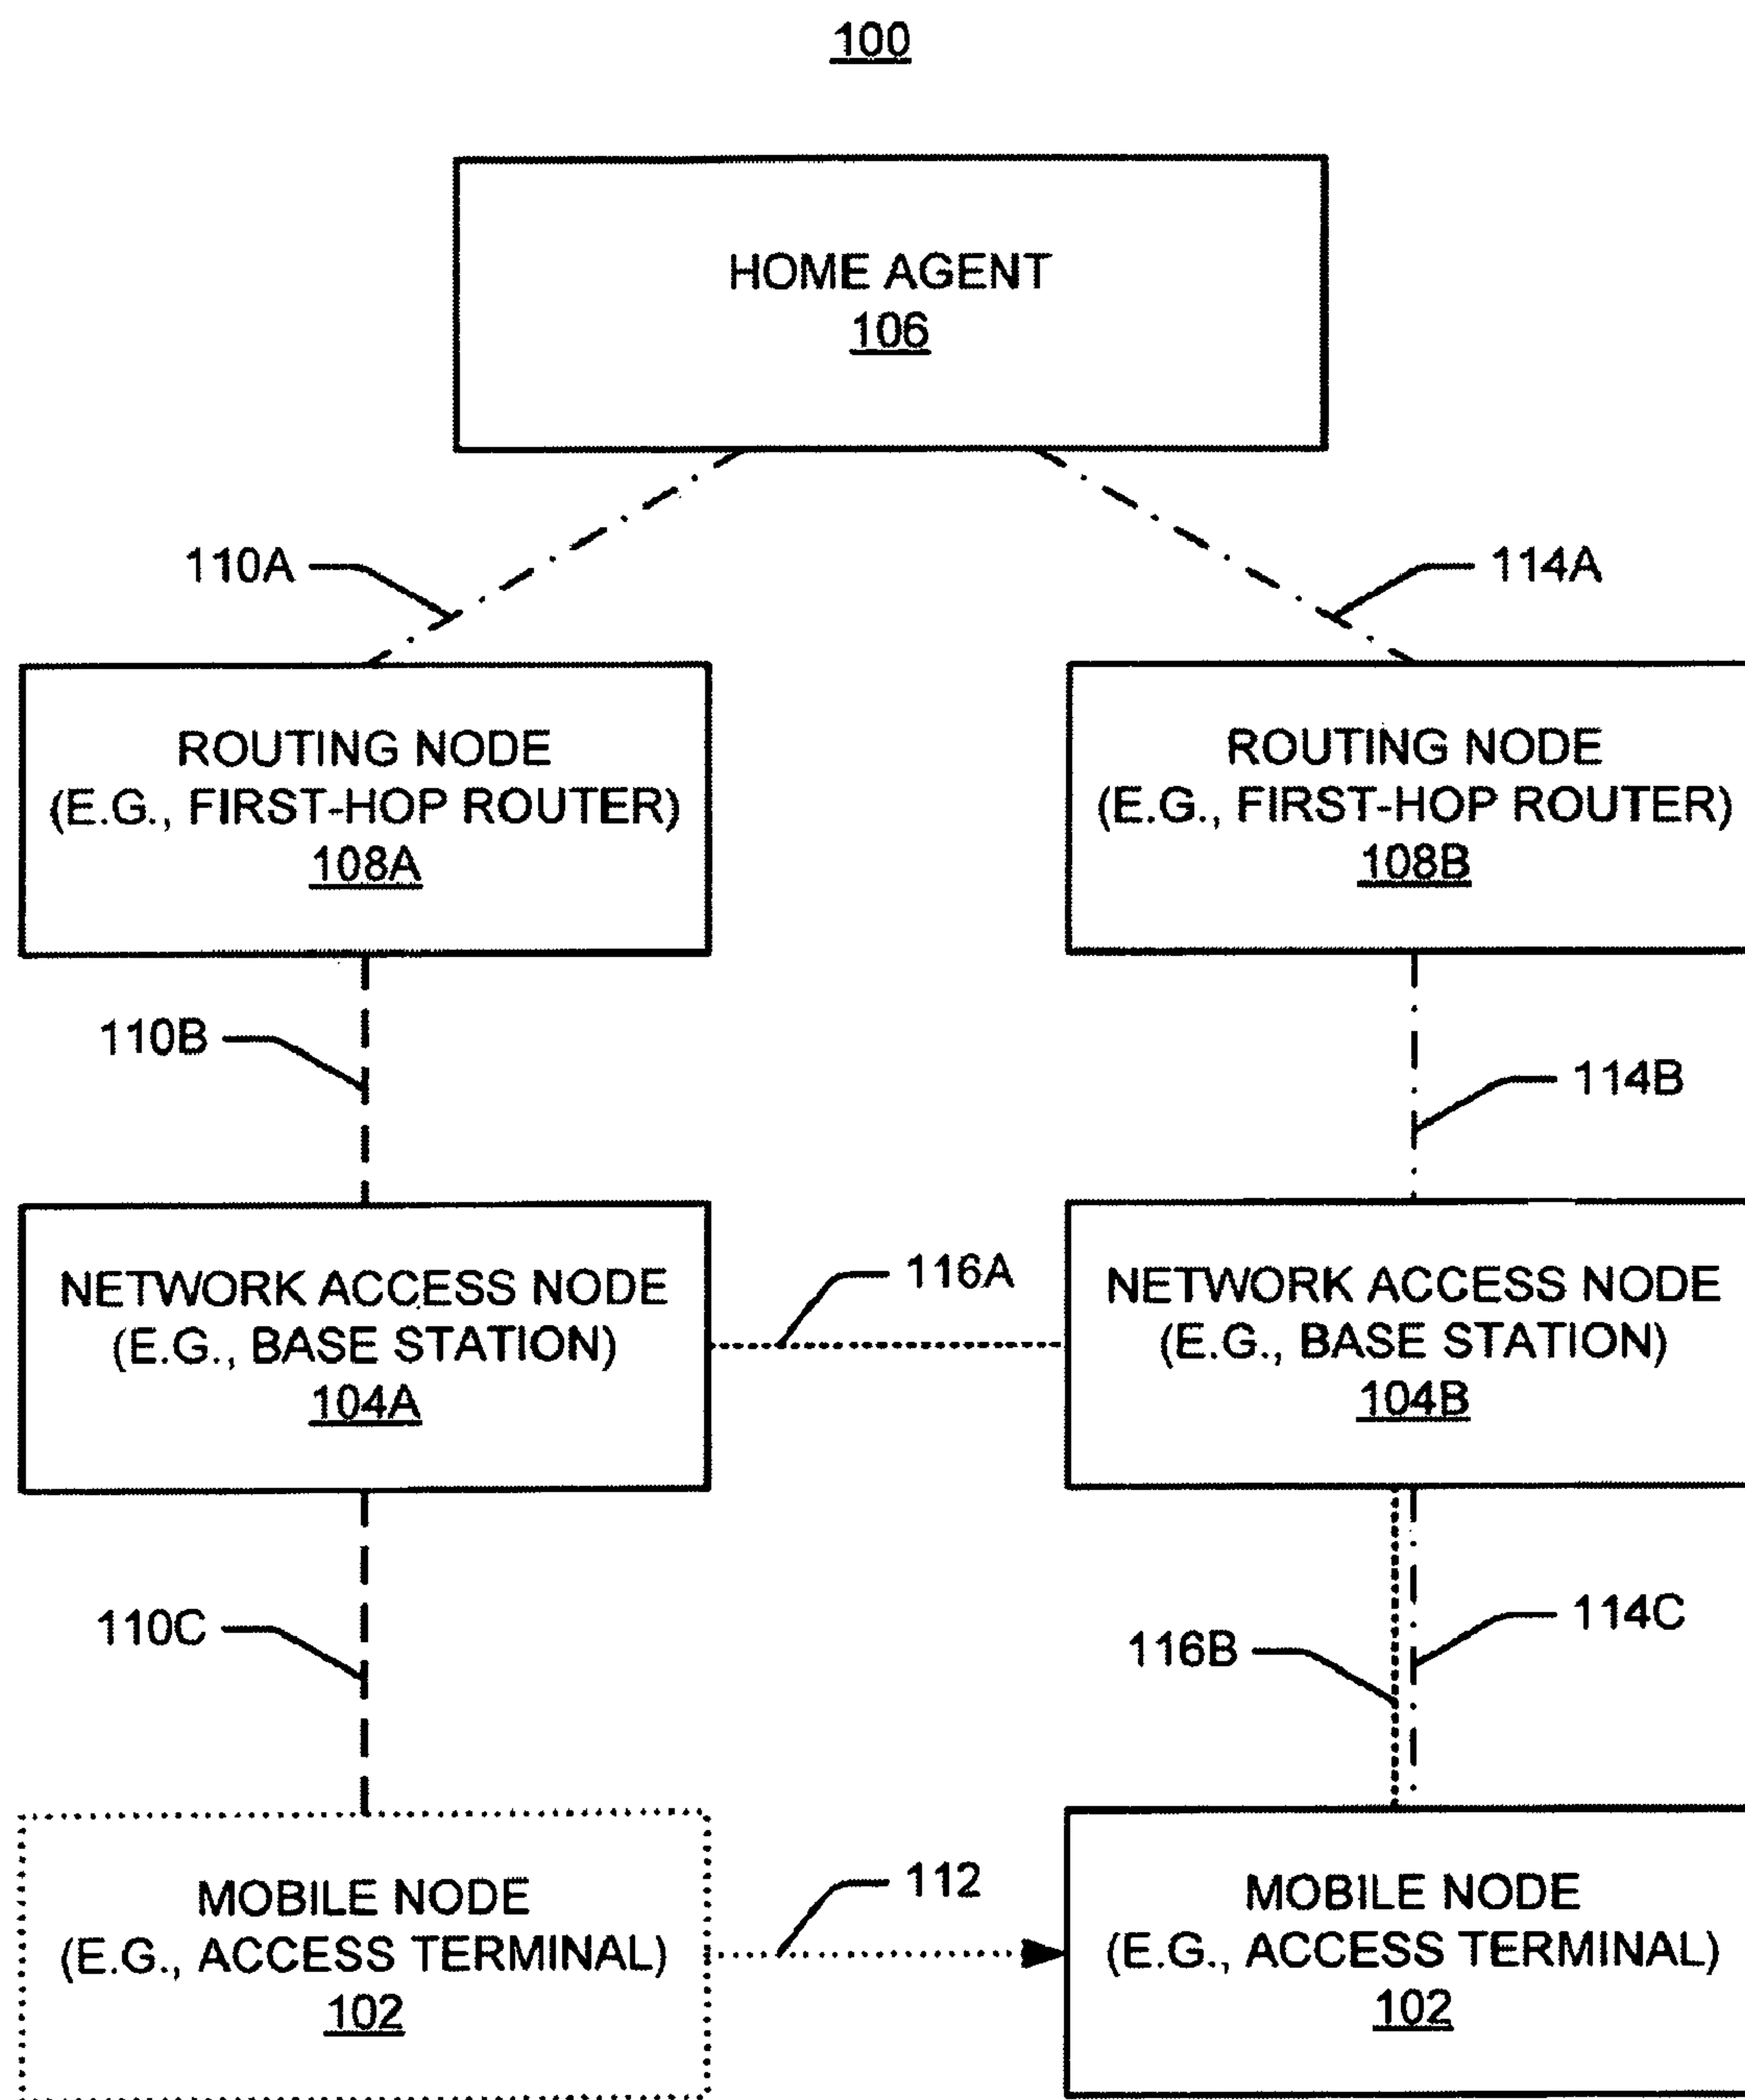 100
HOME AGENT
106
110A
114A
ROUTING NODE
(E.G., FIRST-HOP ROUTER)
108A
ROUTING NODE
(E.G., FIRST-HOP ROUTER)
108B
110B
114B
NETWORK ACCESS NODE
(E.G., BASE STATION)
104A
116A
NETWORK ACCESS NODE
(E.G., BASE STATION)
104B
110C
116B
114C
MOBILE NODE
(E.G., ACCESS TERMINAL)
102
112
MOBILE NODE
(E.G., ACCESS TERMINAL)
102